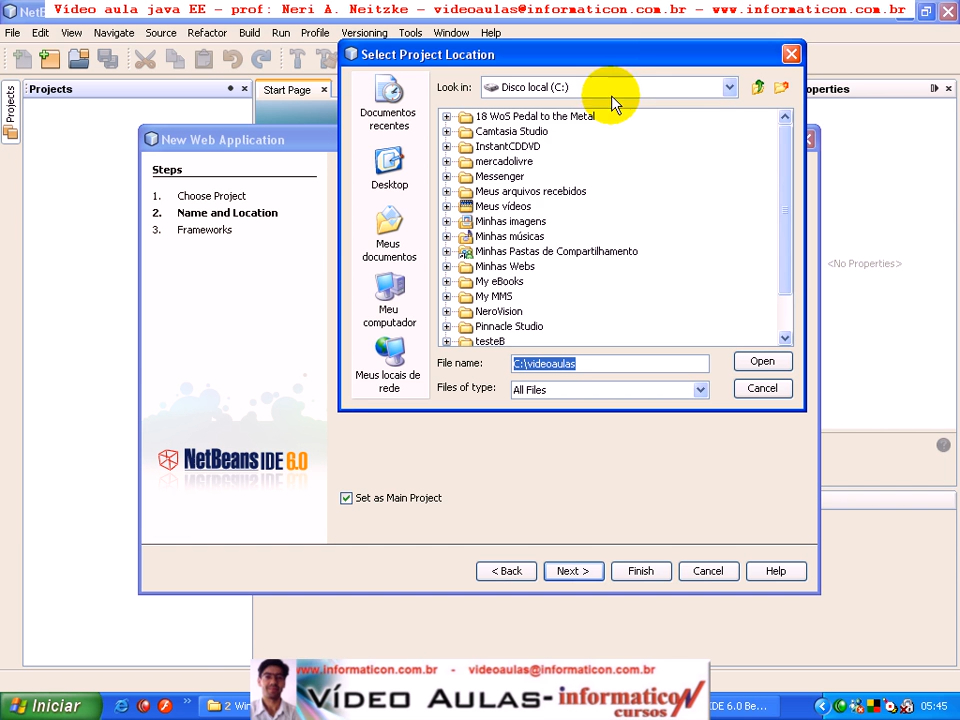 Vídeo aula java EE – prof: Neri A. Neitzke – videoaulas@informaticon.com.br – www.informaticon.com.br
File Edit View Navigate Source Refactor Build Run Profile Versioning Tools Window Help
Select Project Location
Projects
Projects
Start Page
Look in:
Disco local (C:)
Documentos recentes
Desktop
Meus documentos
Meu computador
Meus locais de rede
18 WoS Pedal to the Metal
Camtasia Studio
InstantCDDVD
mercadolivre
Messenger
Meus arquivos recebidos
Meus vídeos
Minhas imagens
Minhas músicas
Minhas Pastas de Compartilhamento
Minhas Webs
My eBooks
My MMS
NeroVision
Pinnacle Studio
testeB
File name:
C:\videoaulas
Open
Files of type:
All Files
Cancel
<No Properties>
New Web Application
Steps
1. Choose Project
2. Name and Location
3. Frameworks
NetBeans IDE 6.0
Set as Main Project
< Back
Next >
Finish
Cancel
Help
www.informaticon.com.br - videoaulas@informaticon.com.br
VÍDEO AULAS- informaticon
cursos
Iniciar
05:45